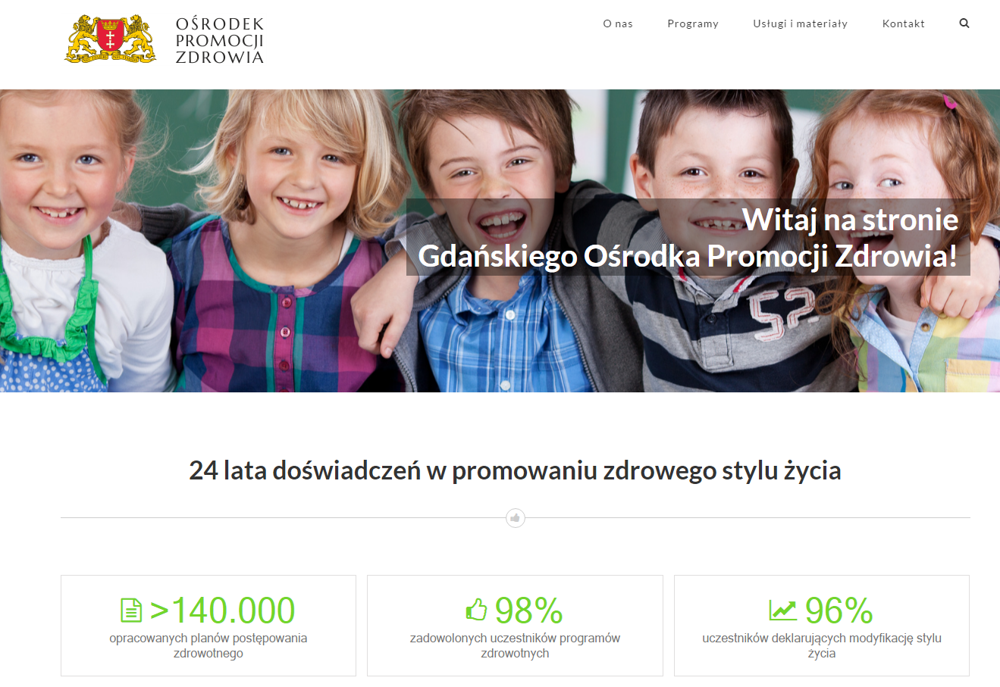 OŚRODEK
PROMOCJI
ZDROWIA
O nas
Programy
Usługi i materiały
Kontakt
Witaj na stronie
Gdańskiego Ośrodka Promocji Zdrowia!
52
24 lata doświadczeń w promowaniu zdrowego stylu życia
>140.000
opracowanych planów postępowania
zdrowotnego
98%
zadowolonych uczestników programów
zdrowotnych
96%
uczestników deklarujących modyfikację stylu
życia